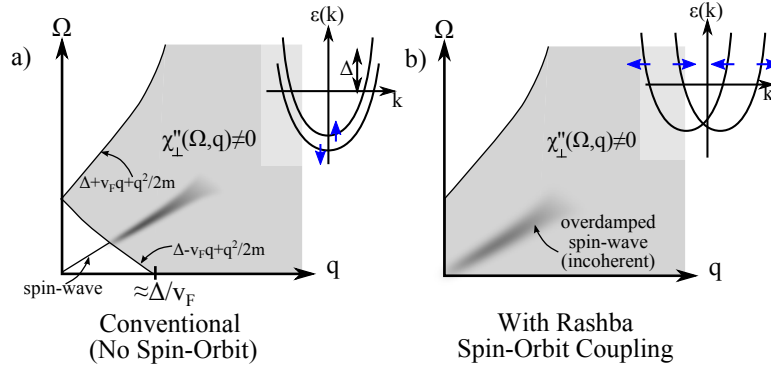 a)
Ω
ε(k)
Δ
k
χ''⊥(Ω,q)≠0
Δ+vFq+q²/2m
Δ-vFq+q²/2m
spin-wave
≈Δ/vF
q
Conventional
(No Spin-Orbit)
b)
Ω
ε(k)
k
χ''⊥(Ω,q)≠0
overdamped
spin-wave
(incoherent)
q
With Rashba
Spin-Orbit Coupling